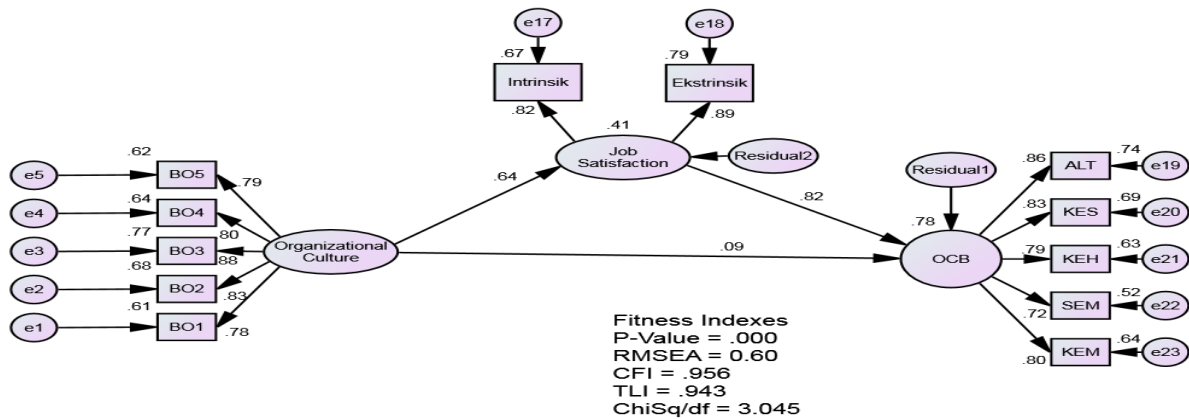 e17
e18
.67
.79
Intrinsik
Ekstrinsik
.82
.89
.41
Job
Satisfaction
Residual2
.64
.82
.62
e5
BO5
.79
.64
e4
BO4
.80
.77
e3
BO3
.88
.68
e2
BO2
.83
.61
e1
BO1
.78
Organizational
Culture
.09
Residual1
.78
OCB
.86
ALT
.74
e19
.83
KES
.69
e20
.79
KEH
.63
e21
.72
SEM
.52
e22
.80
KEM
.64
e23
Fitness Indexes
P-Value = .000
RMSEA = 0.60
CFI = .956
TLI = .943
ChiSq/df = 3.045